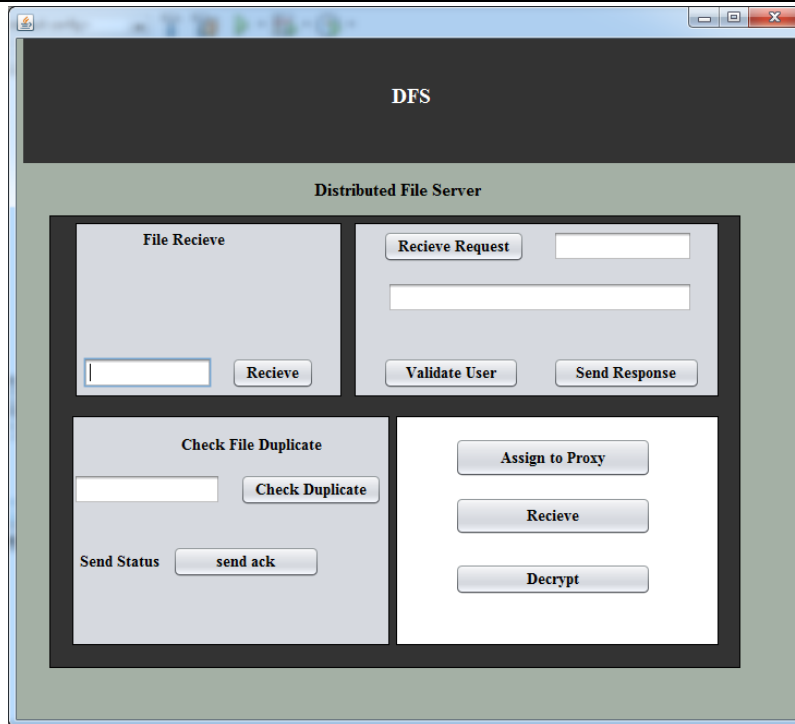 DFS
Distributed File Server
File Recieve
Recieve
Recieve Request
Validate User
Send Response
Check File Duplicate
Check Duplicate
Send Status
send ack
Assign to Proxy
Recieve
Decrypt